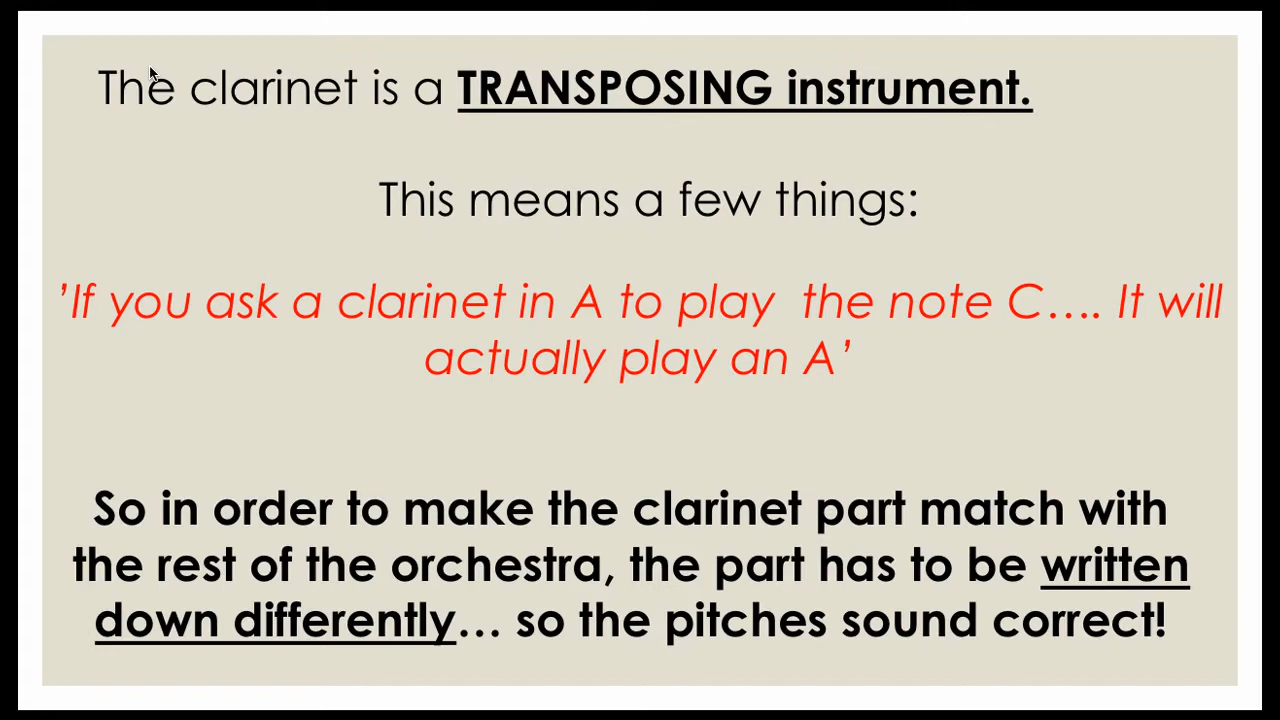 The clarinet is a TRANSPOSING instrument.
This means a few things:
’If you ask a clarinet in A to play  the note C…. It will
actually play an A’
So in order to make the clarinet part match with
the rest of the orchestra, the part has to be written
down differently… so the pitches sound correct!